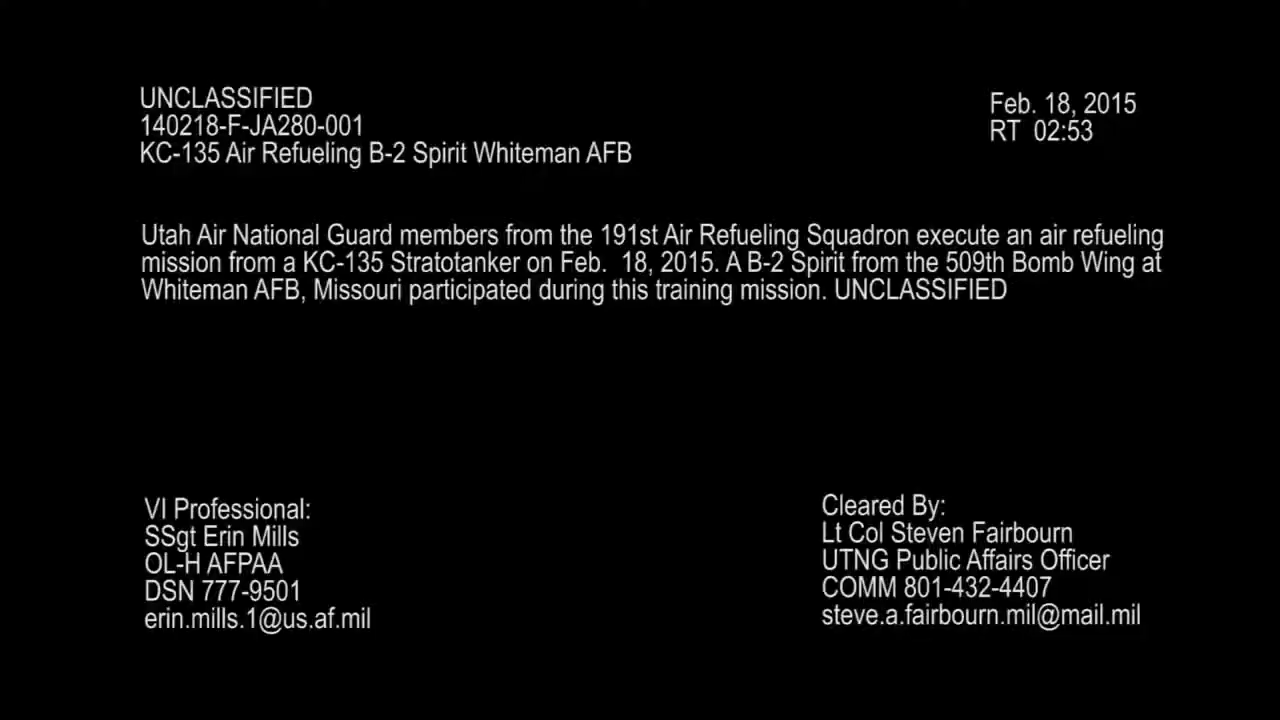 UNCLASSIFIED
140218-F-JA280-001
KC-135 Air Refueling B-2 Spirit Whiteman AFB
Feb. 18, 2015
RT  02:53
Utah Air National Guard members from the 191st Air Refueling Squadron execute an air refueling
mission from a KC-135 Stratotanker on Feb.  18, 2015. A B-2 Spirit from the 509th Bomb Wing at
Whiteman AFB, Missouri participated during this training mission. UNCLASSIFIED
VI Professional:
SSgt Erin Mills
OL-H AFPAA
DSN 777-9501
erin.mills.1@us.af.mil
Cleared By:
Lt Col Steven Fairbourn
UTNG Public Affairs Officer
COMM 801-432-4407
steve.a.fairbourn.mil@mail.mil